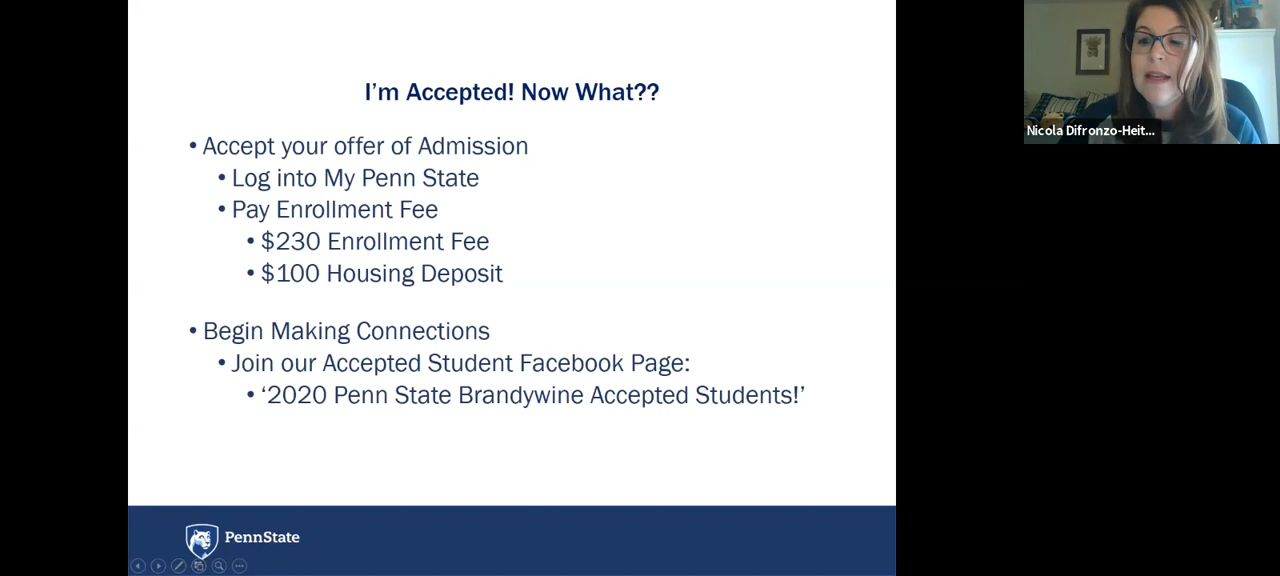 I'm Accepted! Now What??
• Accept your offer of Admission
• Log into My Penn State
• Pay Enrollment Fee
• $230 Enrollment Fee
• $100 Housing Deposit
• Begin Making Connections
• Join our Accepted Student Facebook Page:
• ‘2020 Penn State Brandywine Accepted Students!’
PennState
Nicola Difronzo-Heit...